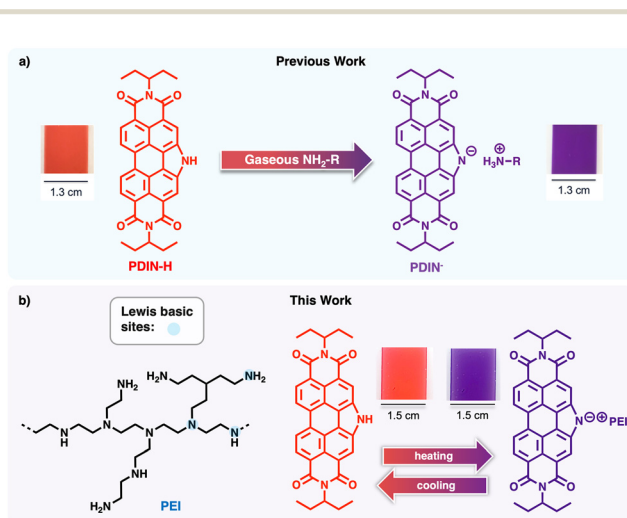 a)
Previous Work
O
N
O
NH
O
N
O
PDIN-H
1.3 cm
Gaseous NH2-R
O
N
O
N ⊖
⊕
H3N–R
O
N
O
PDIN-
1.3 cm
b)
This Work
Lewis basic
sites:
H2N
NH2
NH2
N
N
N
N
H
N
H
NH
H2N
PEI
O
N
O
NH
O
N
O
1.5 cm
1.5 cm
heating
cooling
O
N
O
N ⊖⊕ PEI
O
N
O